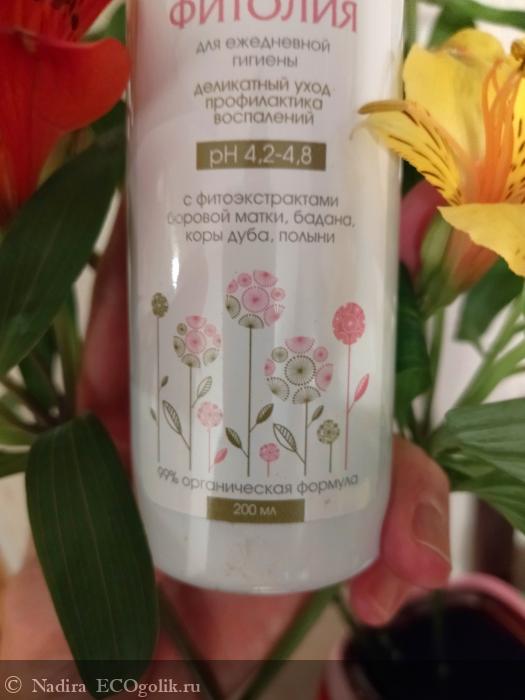 ФИТОЛИЯ
для ежедневной
гигиены
деликатный уход·
профилактика
воспалений
pH 4,2-4,8
с фитоэкстрактами
боровой матки, бадана,
коры дуба, полыни
99% органическая формула
200 мл
© Nadira ECOgolik.ru